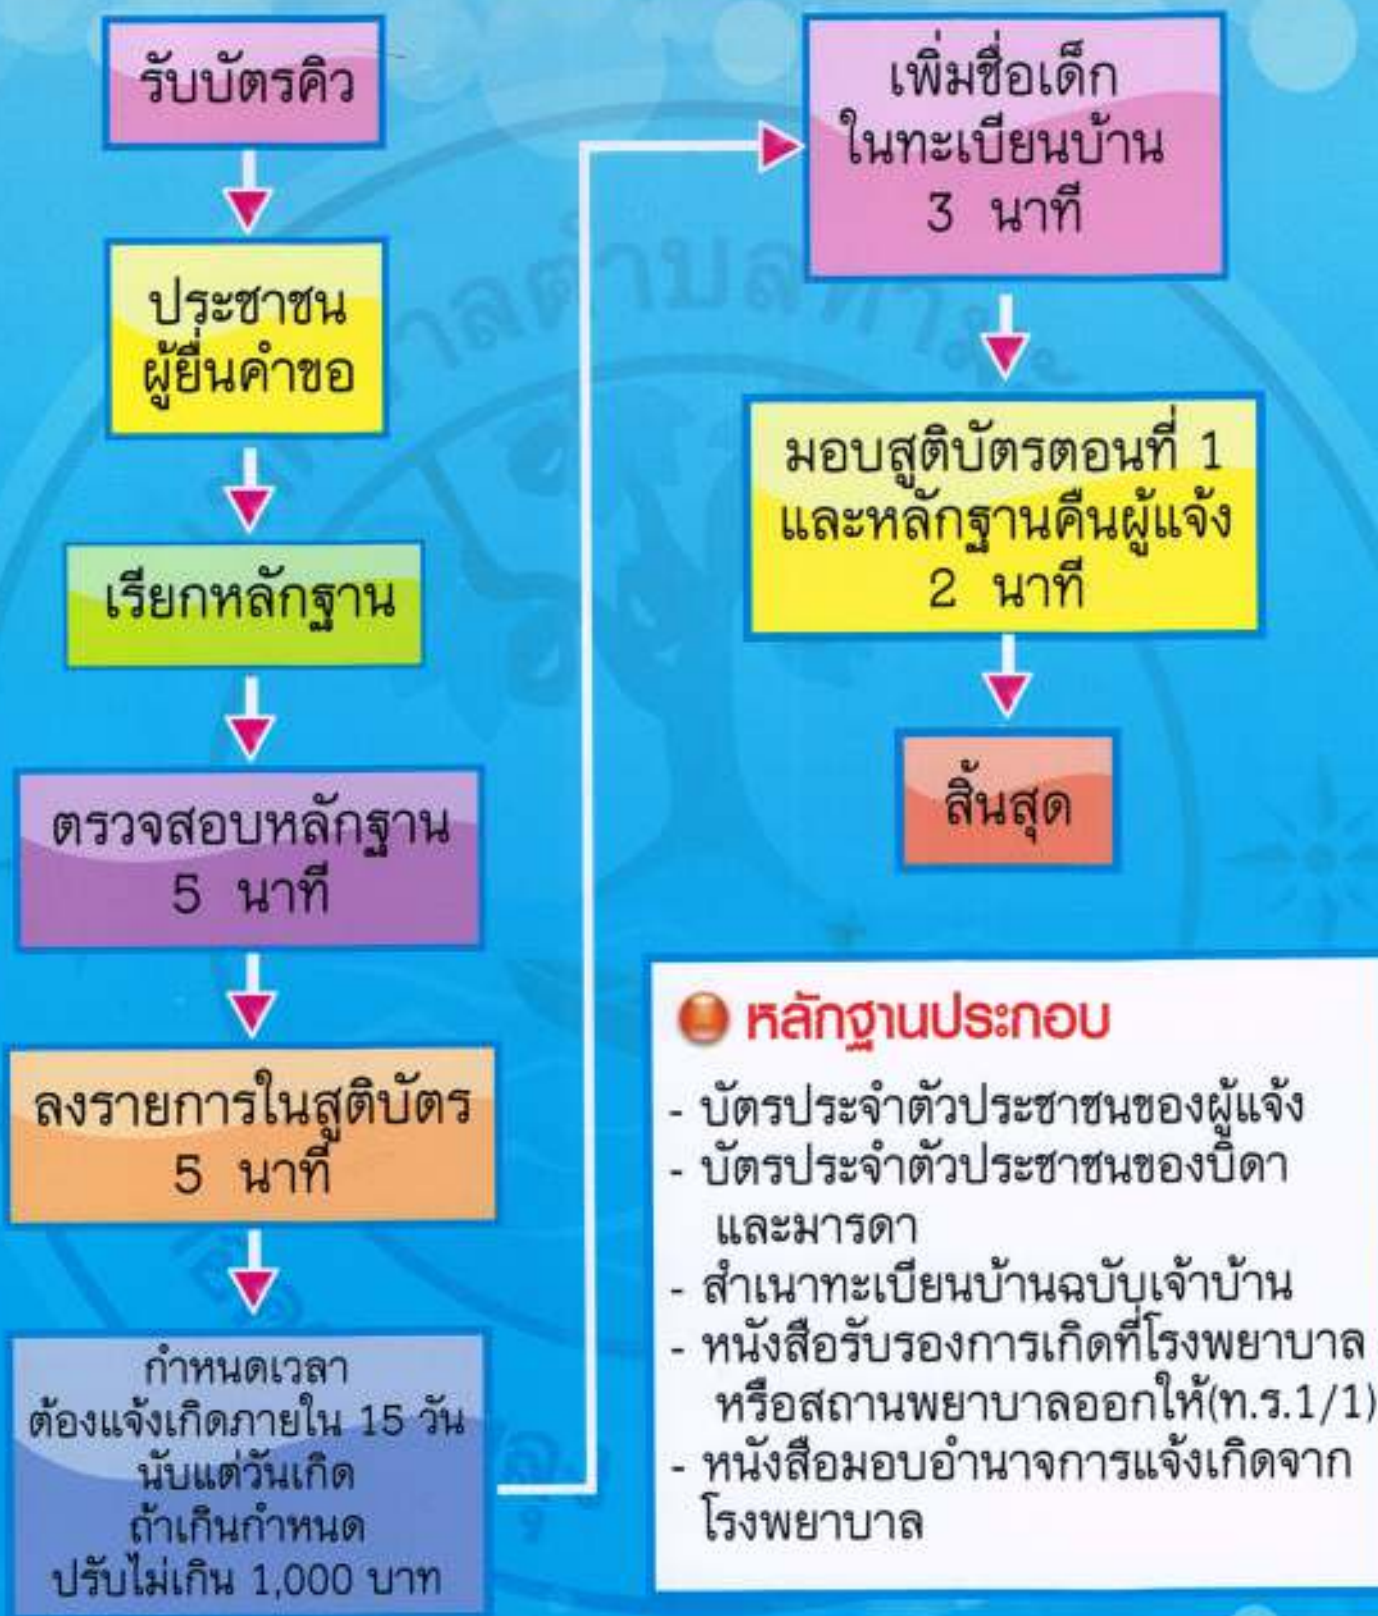 รับบัตรคิว
ประชาชน
ผู้ยื่นคำขอ
เรียกหลักฐาน
ตรวจสอบหลักฐาน
5 นาที
ลงรายการในสูติบัตร
5 นาที
กำหนดเวลา
ต้องแจ้งเกิดภายใน 15 วัน
นับแต่วันเกิด
ถ้าเกินกำหนด
ปรับไม่เกิน 1,000 บาท
เพิ่มชื่อเด็ก
ในทะเบียนบ้าน
3 นาที
มอบสูติบัตรตอนที่ 1
และหลักฐานคืนผู้แจ้ง
2 นาที
สิ้นสุด
หลักฐานประกอบ
- บัตรประจำตัวประชาชนของผู้แจ้ง
- บัตรประจำตัวประชาชนของบิดา
และมารดา
- สำเนาทะเบียนบ้านฉบับเจ้าบ้าน
- หนังสือรับรองการเกิดที่โรงพยาบาล
หรือสถานพยาบาลออกให้(ท.ร.1/1)
- หนังสือมอบอำนาจการแจ้งเกิดจาก
โรงพยาบาล